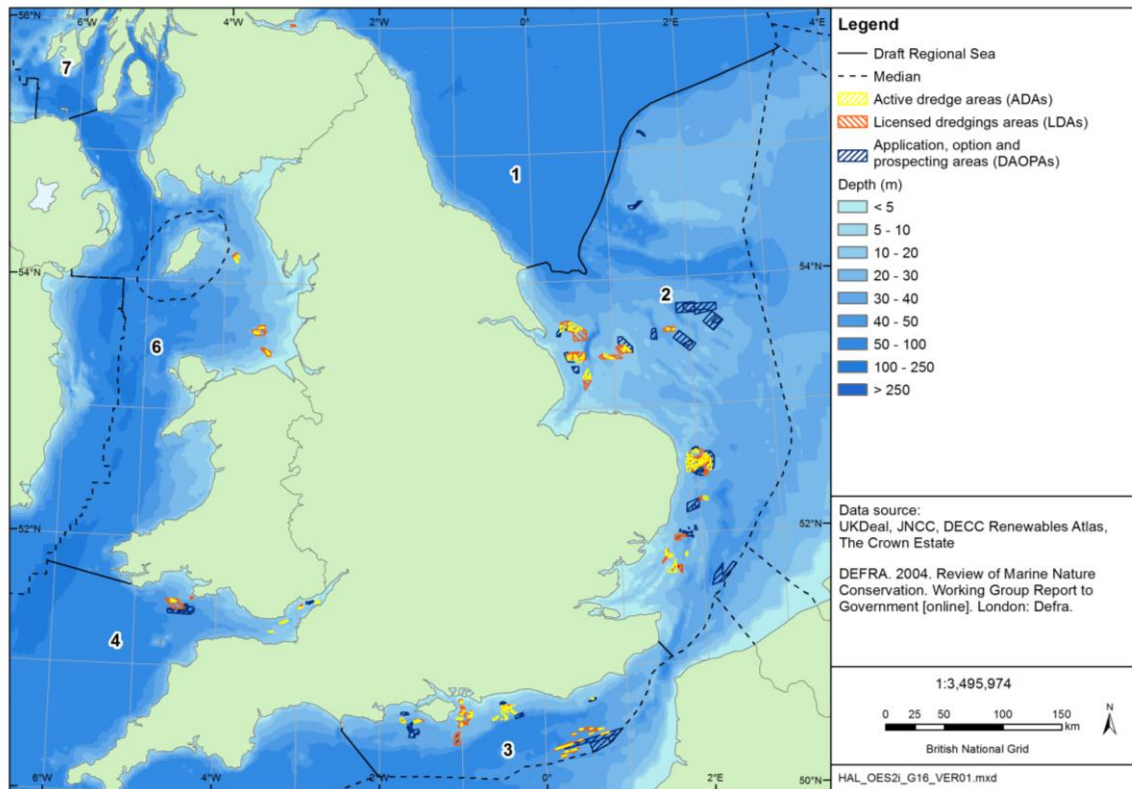 6°W 4°W 2°W 0° 2°E 4°E
7
1
2
54°N 54°N
6
52°N 52°N
4
3
0° 2°E 50°N
Legend
Draft Regional Sea
Median
Active dredge areas (ADAs)
Licensed dredgings areas (LDAs)
Application, option and
prospecting areas (DAOPAs)
Depth (m)
< 5
5 - 10
10 - 20
20 - 30
30 - 40
40 - 50
50 - 100
100 - 250
> 250
Data source:
UKDeal, JNCC, DECC Renewables Atlas,
The Crown Estate
DEFRA. 2004. Review of Marine Nature
Conservation. Working Group Report to
Government [online]. London: Defra.
1:3,495,974
0 25 50 100 150
km
N
British National Grid
HAL_OES2i_G16_VER01.mxd